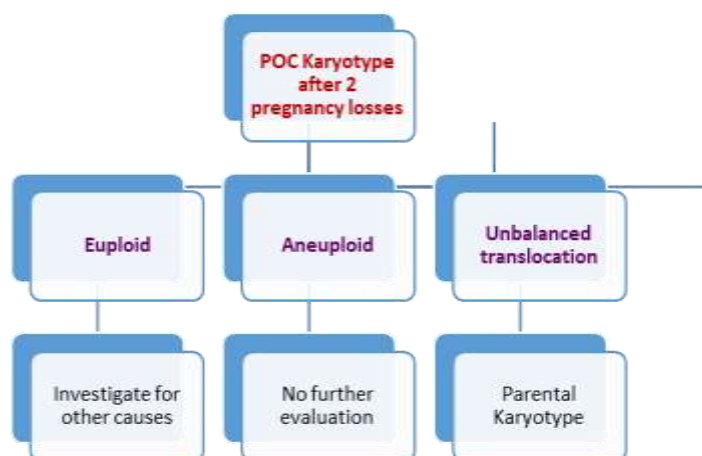 POC Karyotype
after 2
pregnancy losses
Euploid
Aneuploid
Unbalanced
translocation
Investigate for
other causes
No further
evaluation
Parental
Karyotype